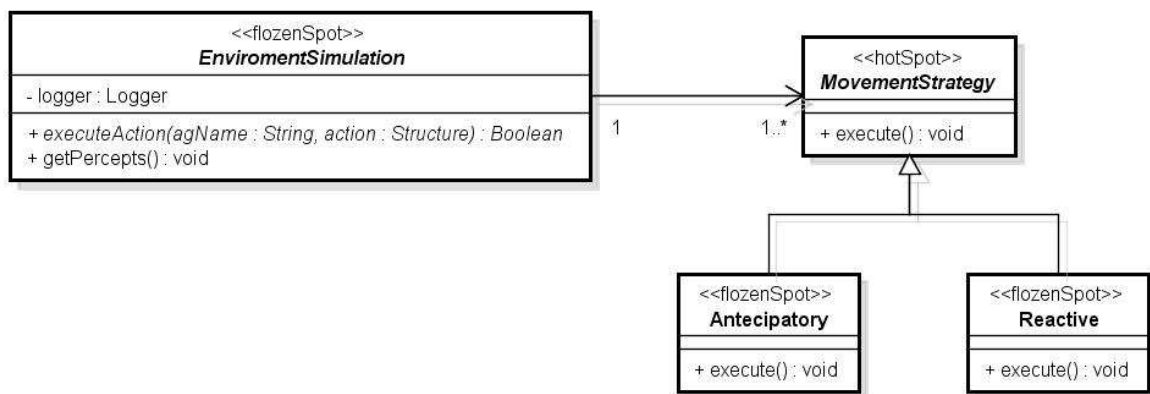 <<flozenSpot>>
EnviromentSimulation
- logger : Logger
+ executeAction(agName : String, action : Structure) : Boolean
+ getPercepts() : void
1
1..*
<<hotSpot>>
MovementStrategy
+ execute() : void
<<flozenSpot>>
Antecipatory
+ execute() : void
<<flozenSpot>>
Reactive
+ execute() : void